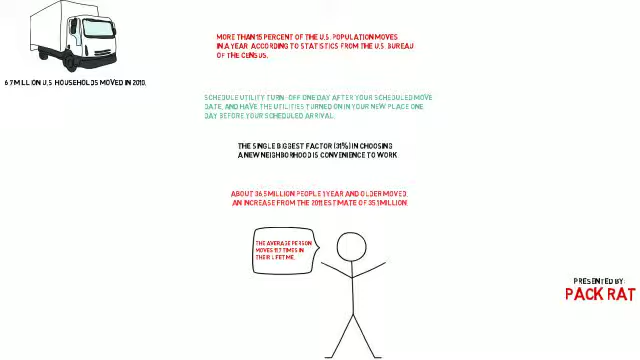 MORE THAN 15 PERCENT OF THE U.S. POPULATION MOVES
IN A YEAR ACCORDING TO STATISTICS FROM THE U.S. BUREAU
OF THE CENSUS.
6.7 MILLION U.S. HOUSEHOLDS MOVED IN 2010.
SCHEDULE UTILITY TURN-OFF ONE DAY AFTER YOUR SCHEDULED MOVE
DATE, AND HAVE THE UTILITIES TURNED ON IN YOUR NEW PLACE ONE
DAY BEFORE YOUR SCHEDULED ARRIVAL.
THE SINGLE BIGGEST FACTOR (31%) IN CHOOSING
A NEW NEIGHBORHOOD IS CONVENIENCE TO WORK
ABOUT 36.5 MILLION PEOPLE 1 YEAR AND OLDER MOVED,
AN INCREASE FROM THE 2011 ESTIMATE OF 35.1 MILLION.
THE AVERAGE PERSON
MOVES 11.7 TIMES IN
THEIR LIFETIME.
PRESENTED BY:
PACK RAT